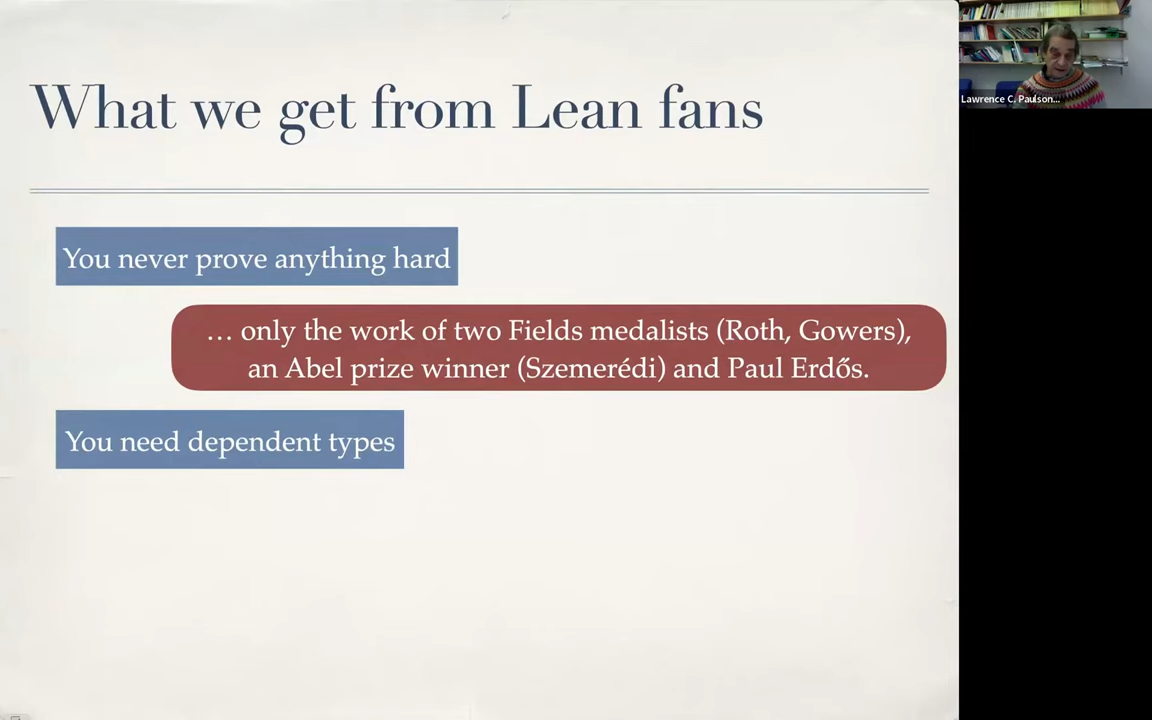 What we get from Lean fans
You never prove anything hard
… only the work of two Fields medalists (Roth, Gowers),
an Abel prize winner (Szemerédi) and Paul Erdős.
You need dependent types
Lawrence C. Paulson...